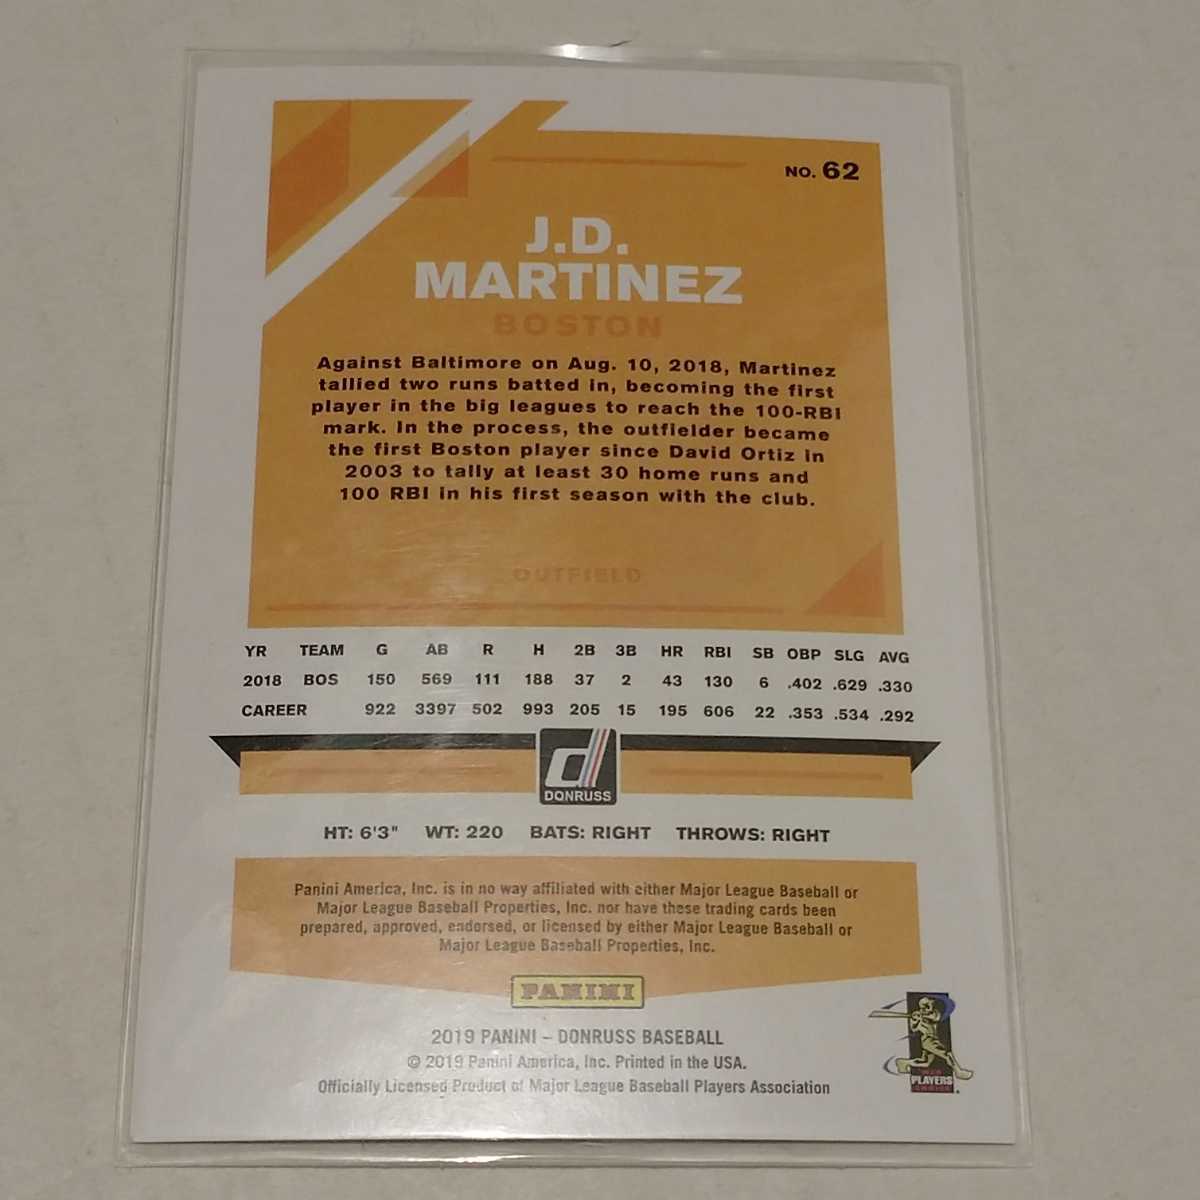 NO. 62
J.D.
MARTINEZ
BOSTON
Against Baltimore on Aug. 10, 2018, Martinez
tallied two runs batted in, becoming the first
player in the big leagues to reach the 100-RBI
mark. In the process, the outfielder became
the first Boston player since David Ortiz in
2003 to tally at least 30 home runs and
100 RBI in his first season with the club.
OUTFIELD
YR TEAM G AB R H 2B 3B HR RBI SB OBP SLG AVG
2018 BOS 150 569 111 188 37 2 43 130 6 .402 .629 .330
CAREER 922 3397 502 993 205 15 195 606 22 .353 .534 .292
d
DONRUSS
HT: 6'3" WT: 220 BATS: RIGHT THROWS: RIGHT
Panini America, Inc. is in no way affiliated with either Major League Baseball or
Major League Baseball Properties, Inc. nor have these trading cards been
prepared, approved, endorsed, or licensed by either Major League Baseball or
Major League Baseball Properties, Inc.
PANINI
2019 PANINI – DONRUSS BASEBALL
© 2019 Panini America, Inc. Printed in the USA.
Officially Licensed Product of Major League Baseball Players Association
PLAYERS